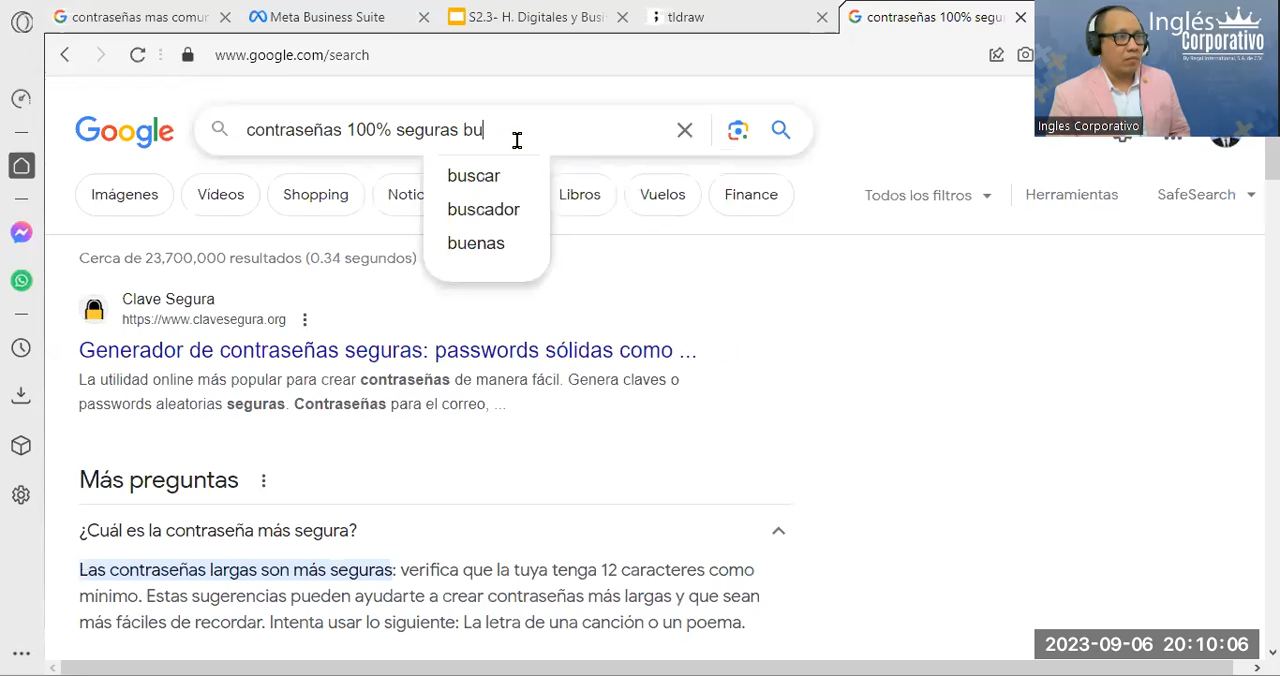 contraseñas mas comur
Meta Business Suite
S2.3- H. Digitales y Busi
tldraw
contraseñas 100% segu
www.google.com/search
Inglés
Corporativo
By Regal International, S.A. de C.V.
Ingles Corporativo
Google
contraseñas 100% seguras bu
buscar
buscador
buenas
Imágenes
Vídeos
Shopping
Notic
Libros
Vuelos
Finance
Todos los filtros
Herramientas
SafeSearch
Cerca de 23,700,000 resultados (0.34 segundos)
Clave Segura
https://www.clavesegura.org
Generador de contraseñas seguras: passwords sólidas como ...
La utilidad online más popular para crear contraseñas de manera fácil. Genera claves o
passwords aleatorias seguras. Contraseñas para el correo, ...
Más preguntas
¿Cuál es la contraseña más segura?
Las contraseñas largas son más seguras: verifica que la tuya tenga 12 caracteres como
mínimo. Estas sugerencias pueden ayudarte a crear contraseñas más largas y que sean
más fáciles de recordar. Intenta usar lo siguiente: La letra de una canción o un poema.
2023-09-06 20:10:06